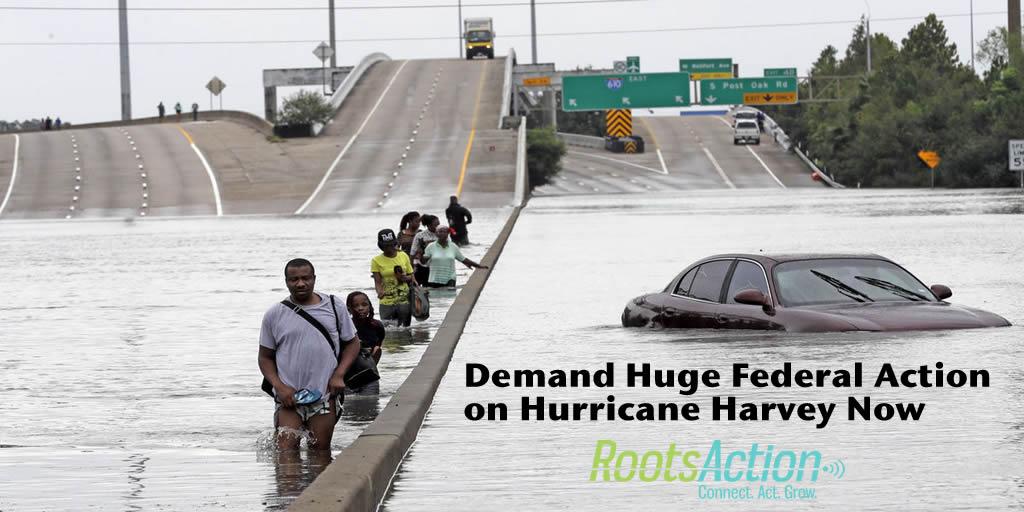 EAST
610
S Post Oak Rd
EXIT ONLY
TMT
Demand Huge Federal Action
on Hurricane Harvey Now
RootsAction
Connect. Act. Grow.